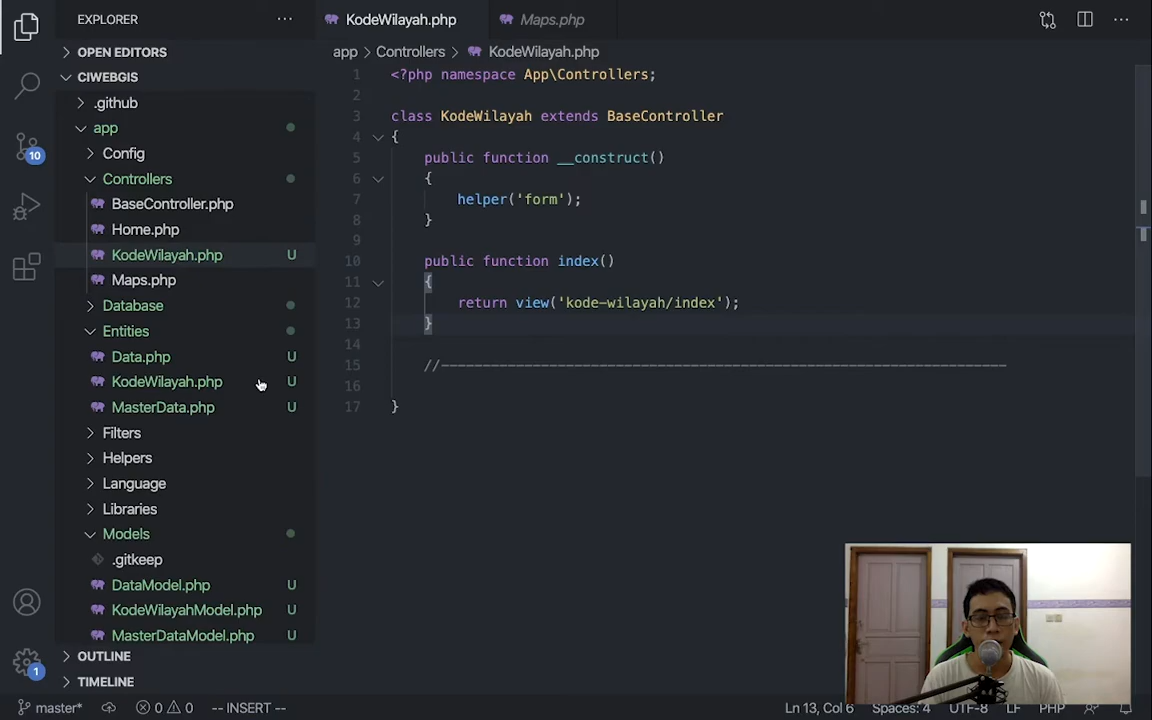 EXPLORER
KodeWilayah.php
Maps.php
OPEN EDITORS
CIWEBGIS
.github
app
Config
Controllers
BaseController.php
Home.php
KodeWilayah.php U
Maps.php
Database
Entities
Data.php U
KodeWilayah.php U
MasterData.php U
Filters
Helpers
Language
Libraries
Models
.gitkeep
DataModel.php U
KodeWilayahModel.php U
MasterDataModel.php U
OUTLINE
TIMELINE
10
1
app > Controllers > KodeWilayah.php
1 <?php namespace App\Controllers;
2
3 class KodeWilayah extends BaseController
4 {
5 public function __construct()
6 {
7 helper('form');
8 }
9
10 public function index()
11 {
12 return view('kode-wilayah/index');
13 }
14
15 //--------------------------------------------------------------------
16
17 }
master* 0 0 -- INSERT -- Ln 13, Col 6 Spaces: 4 UTF-8 LF PHP